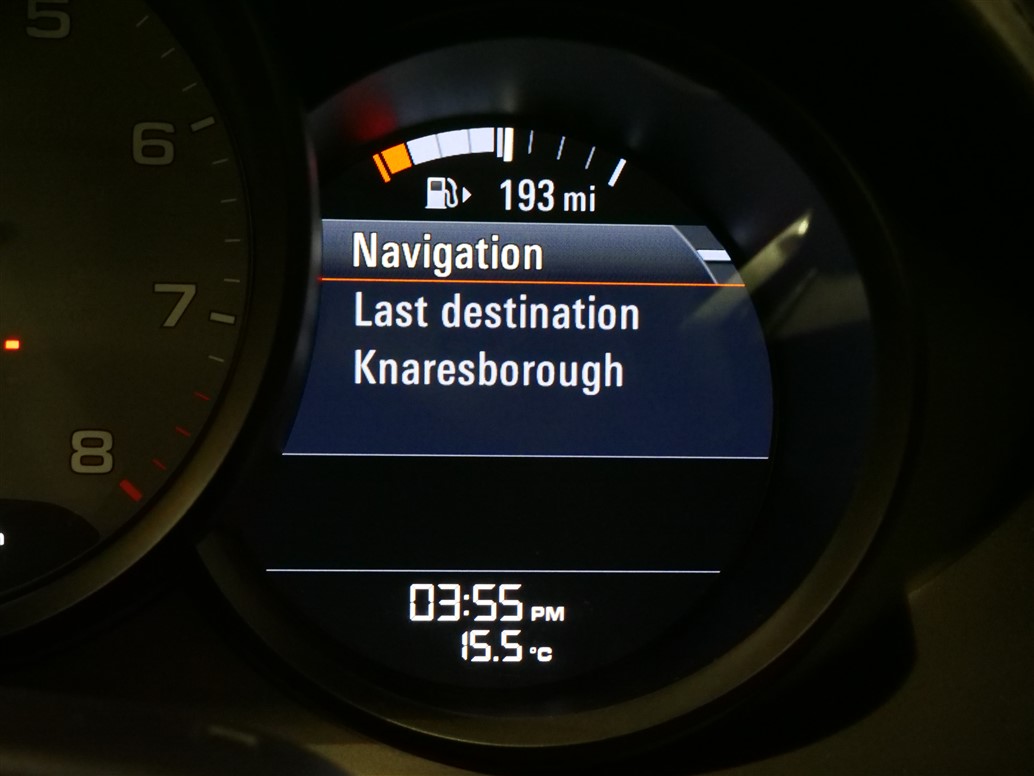 5
6
7
8
193 mi
Navigation
Last destination
Knaresborough
03:55 PM
15.5 °C